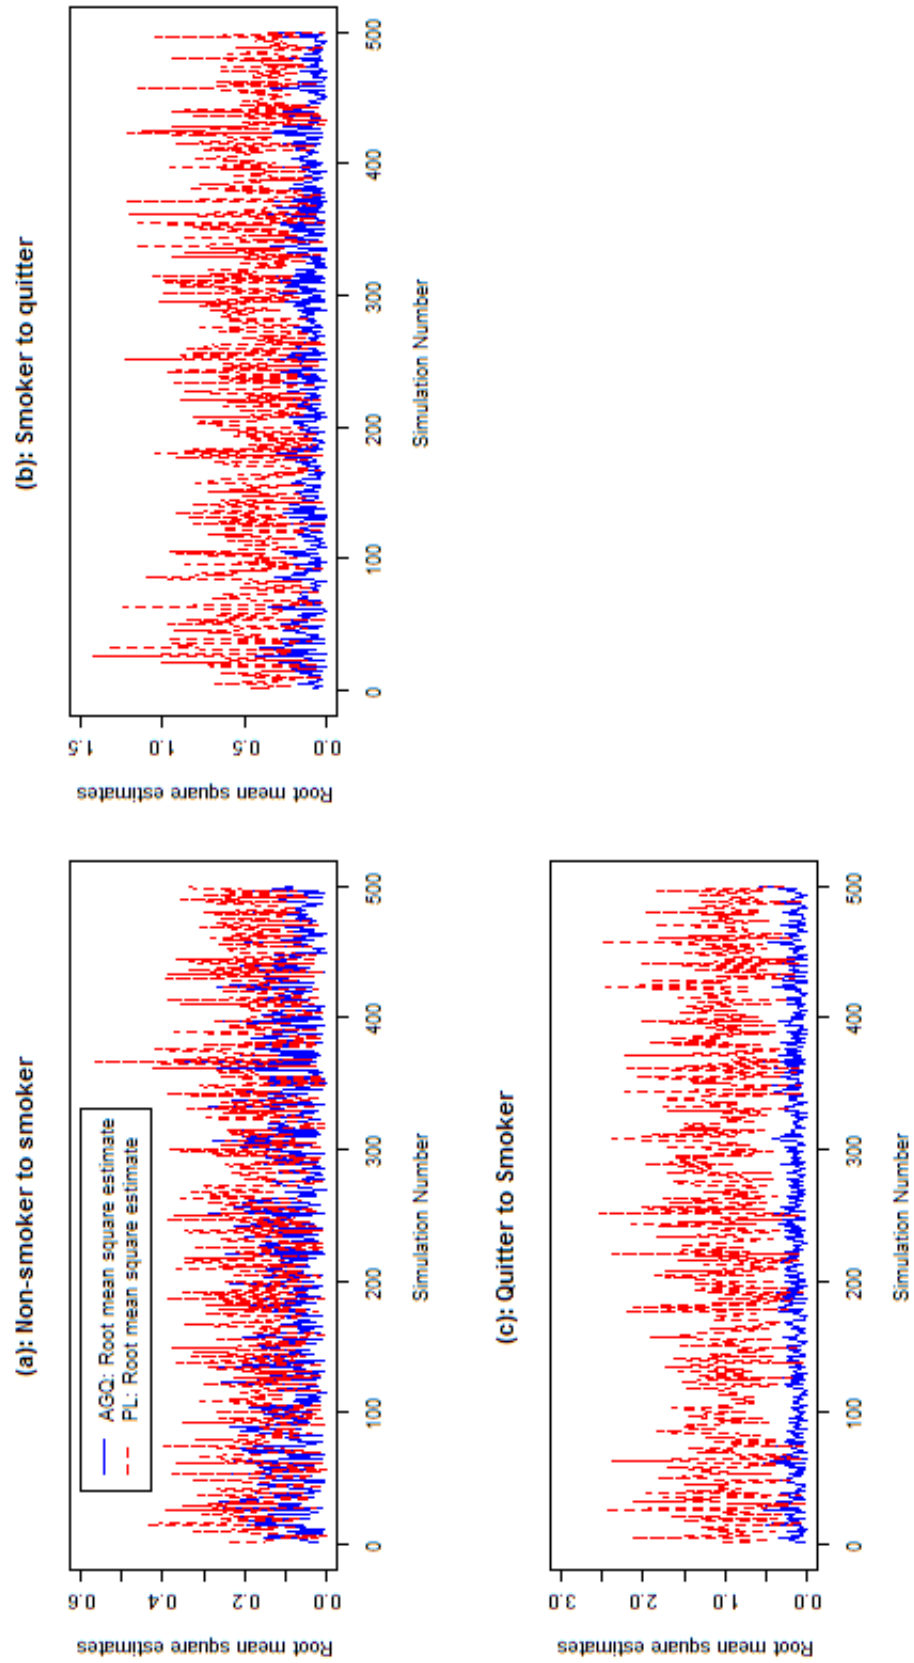 (a): Non-smoker to smoker
Root mean square estimates
0.0 0.2 0.4 0.6
AGQ: Root mean square estimate
PL: Root mean square estimate
0 100 200 300 400 500
Simulation Number
(b): Smoker to quitter
Root mean square estimates
0.0 0.5 1.0 1.5
0 100 200 300 400 500
Simulation Number
(c): Quitter to Smoker
Root mean square estimates
0.0 1.0 2.0 3.0
0 100 200 300 400 500
Simulation Number